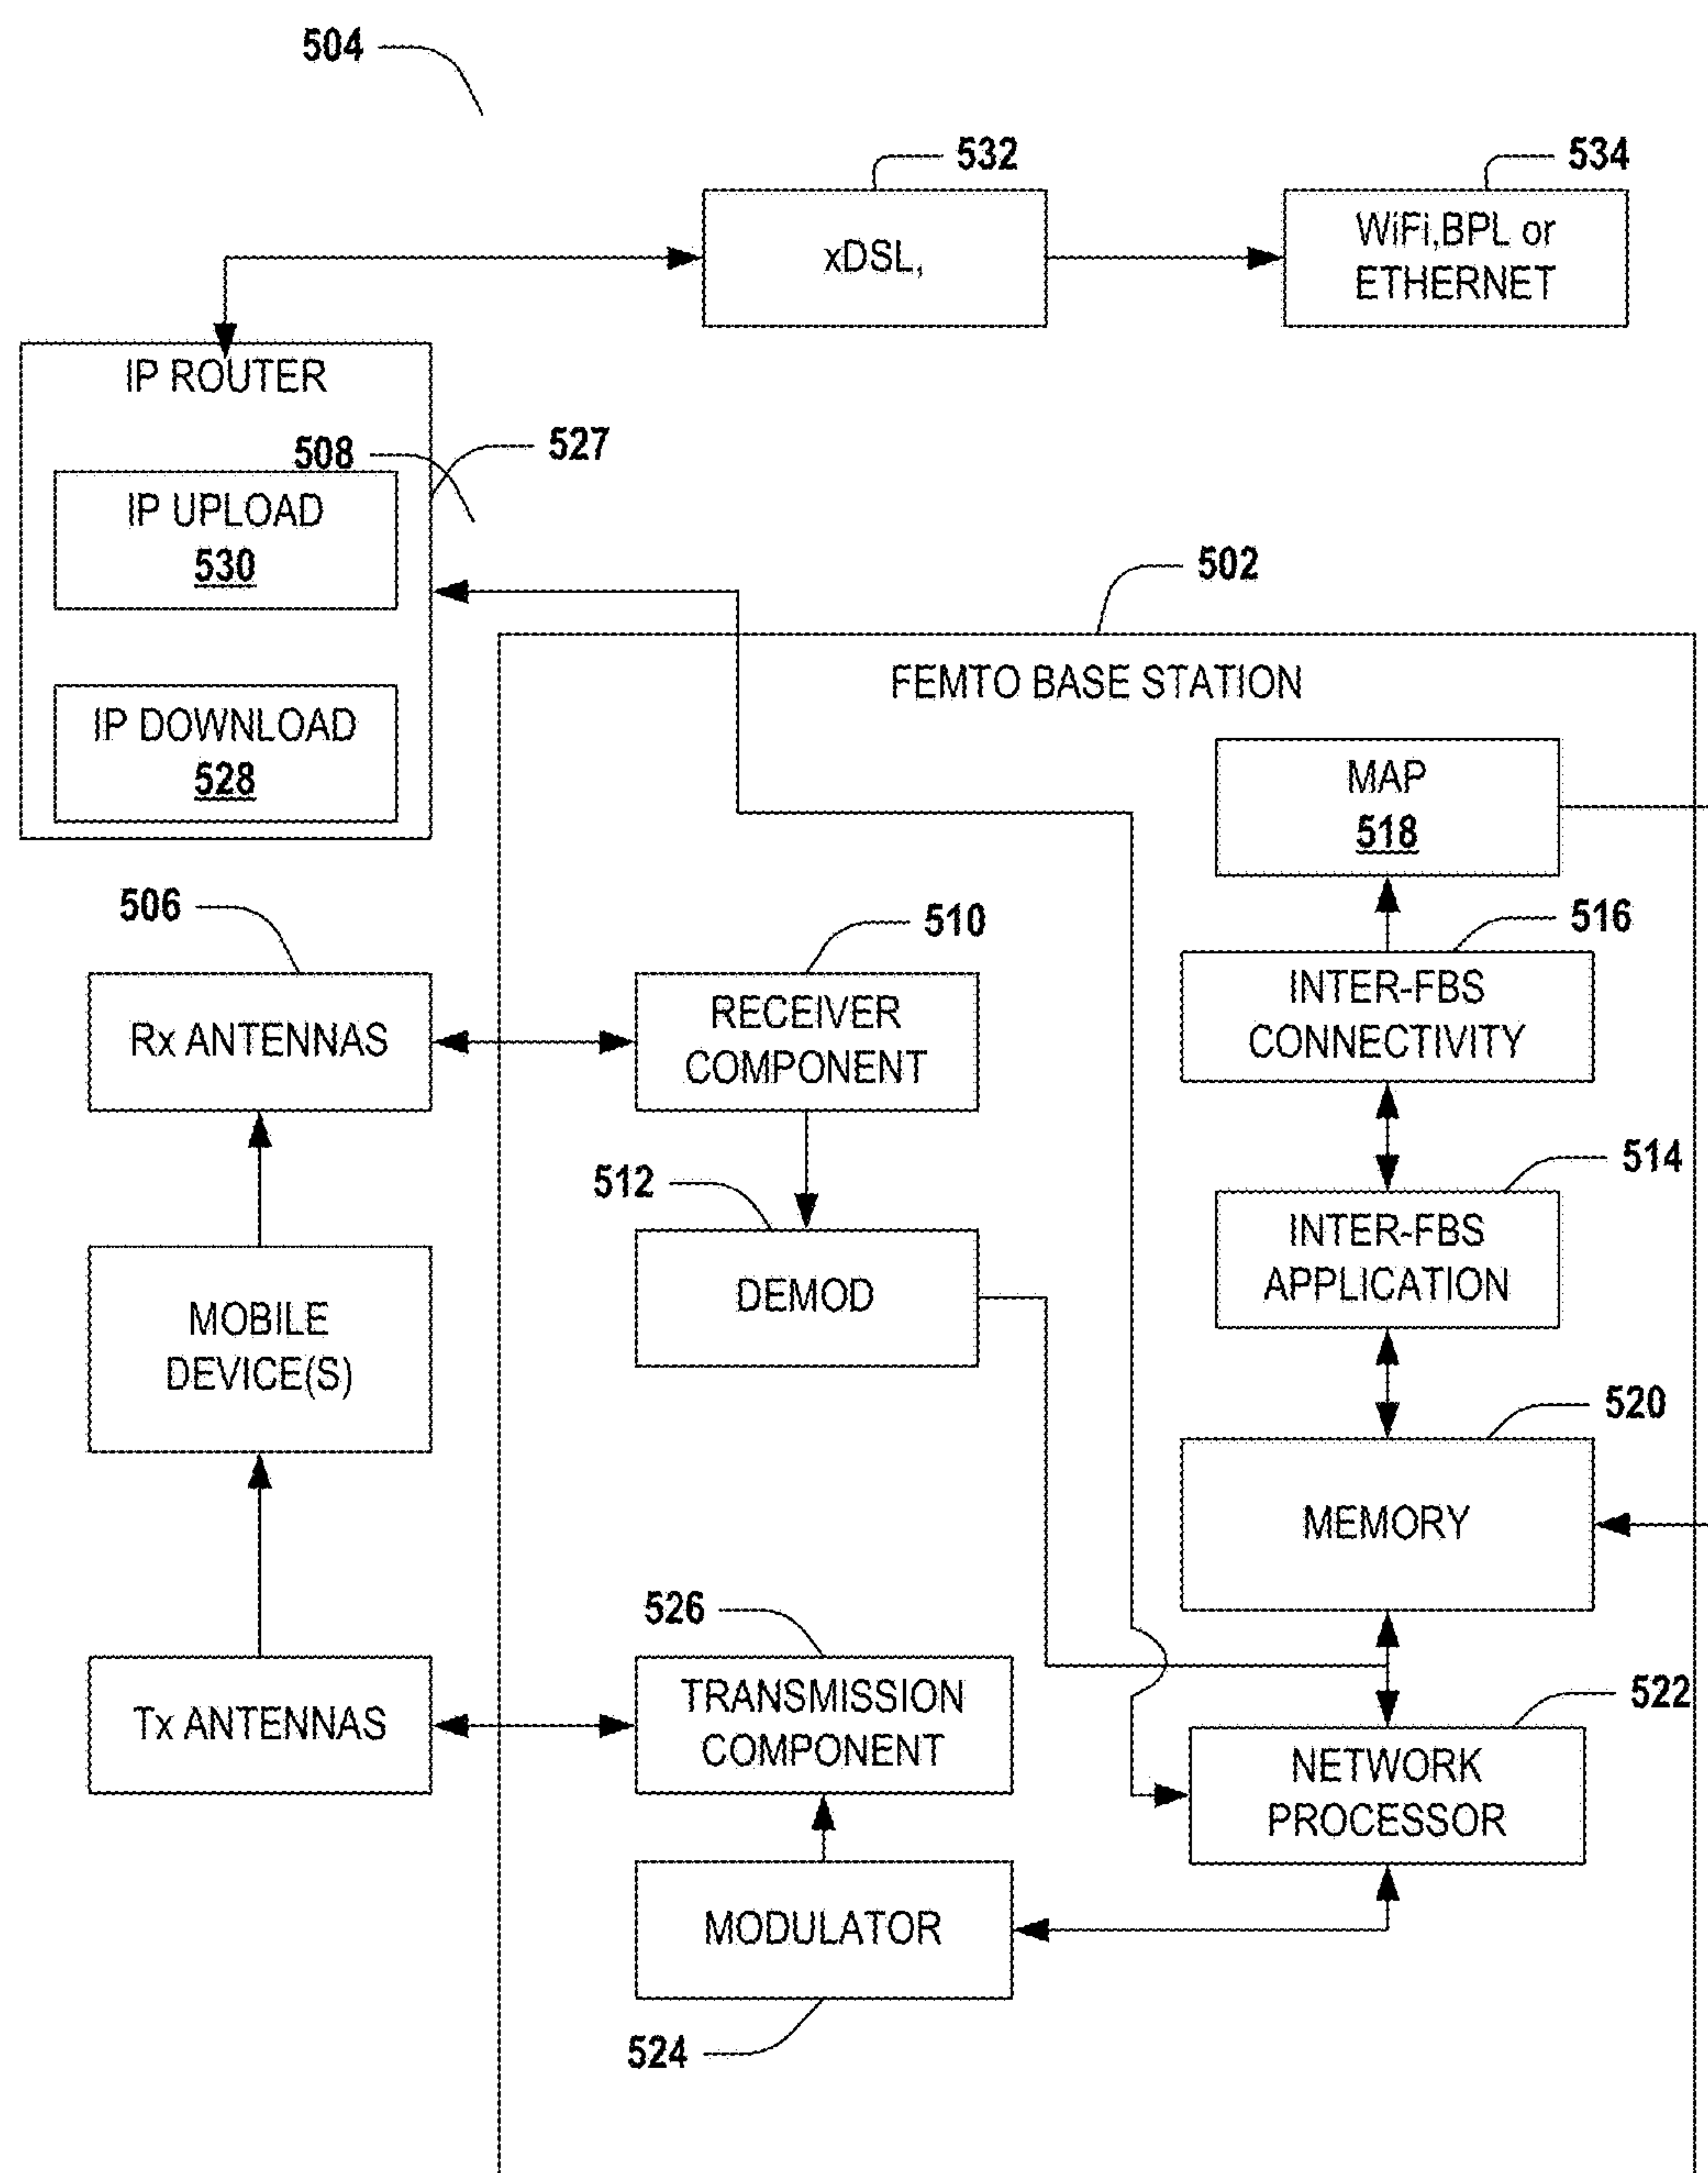 504
532
534
xDSL,
WiFi,BPL or
ETHERNET
IP ROUTER
508
527
IP UPLOAD
530
502
FEMTO BASE STATION
IP DOWNLOAD
528
MAP
518
506
510
516
Rx ANTENNAS
RECEIVER
COMPONENT
INTER-FBS
CONNECTIVITY
512
514
MOBILE
DEVICE(S)
DEMOD
INTER-FBS
APPLICATION
520
MEMORY
526
Tx ANTENNAS
TRANSMISSION
COMPONENT
522
NETWORK
PROCESSOR
MODULATOR
524